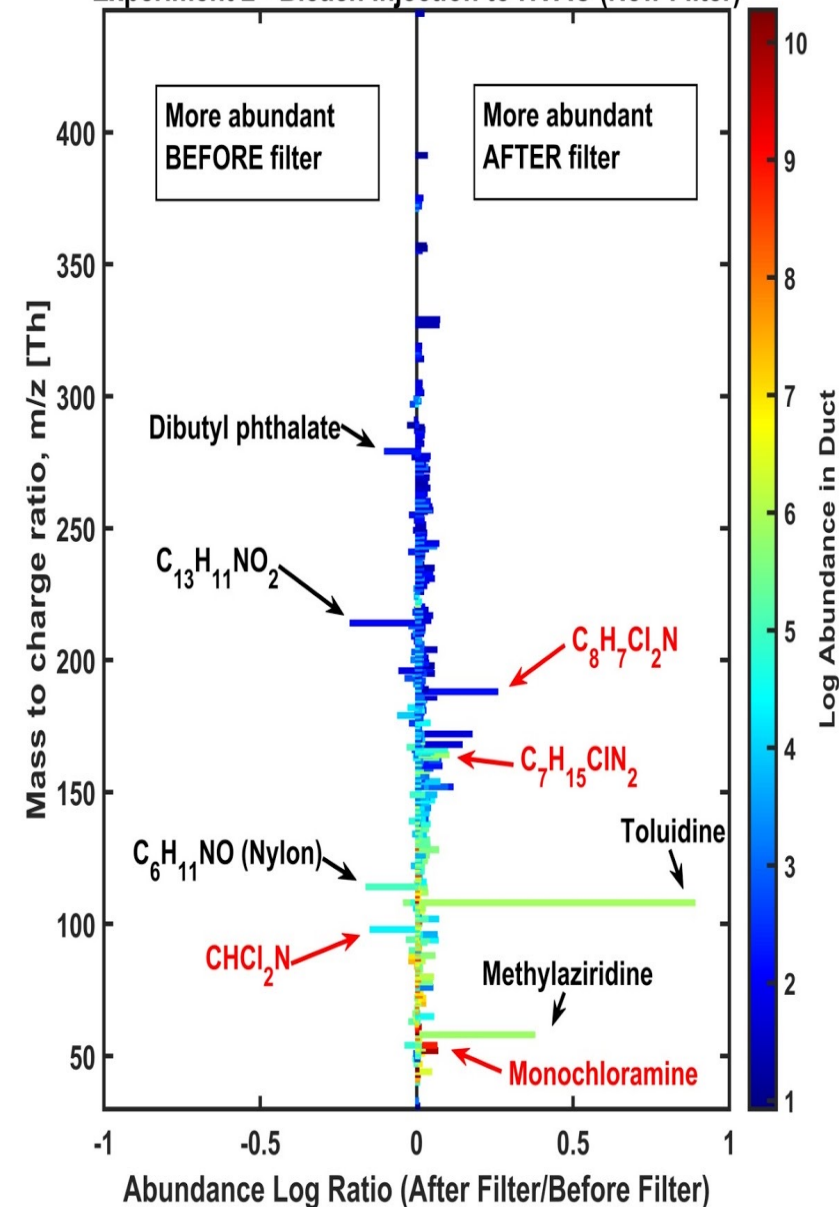 More abundant
BEFORE filter
More abundant
AFTER filter
Dibutyl phthalate
C13H11NO2
C8H7Cl2N
C7H15ClN2
Toluidine
C6H11NO (Nylon)
CHCl2N
Methylaziridine
Monochloramine
400
350
300
250
200
150
100
50
-1
-0.5
0
0.5
1
Mass to charge ratio, m/z [Th]
Abundance Log Ratio (After Filter/Before Filter)
10
9
8
7
6
5
4
3
2
1
Log Abundance in Duct